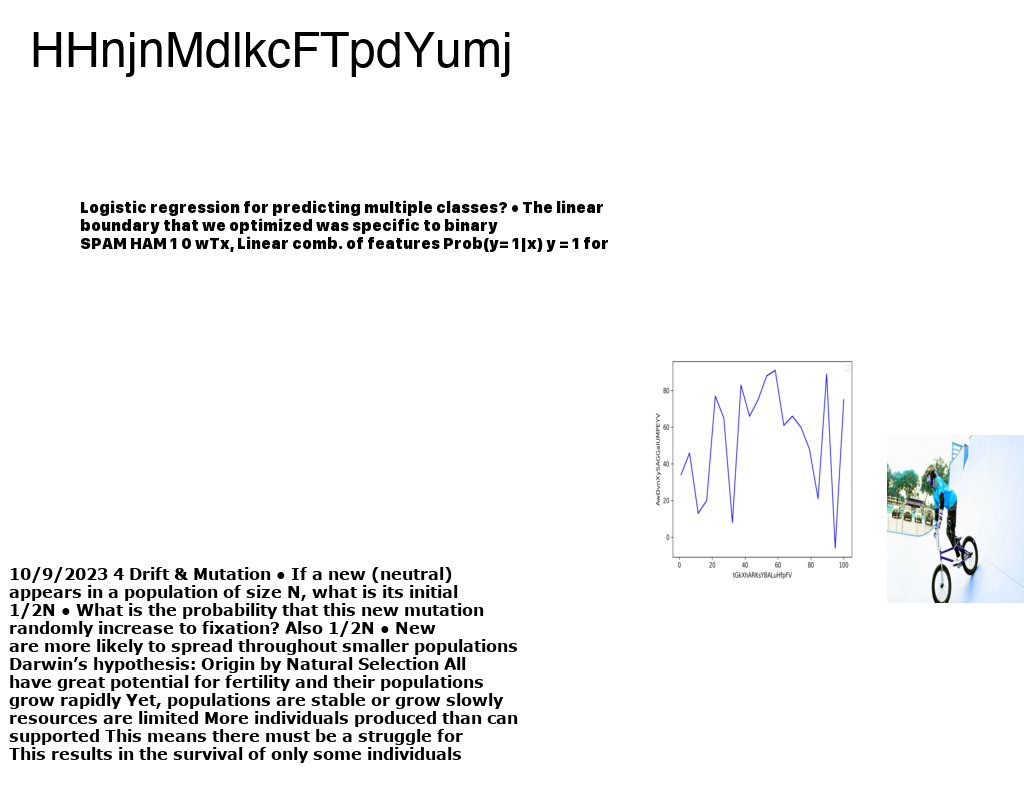 HHnjnMdlkcFTpdYumj
Logistic regression for predicting multiple classes? • The linear
boundary that we optimized was specific to binary
SPAM HAM 1 0 wTx, Linear comb. of features Prob(y= 1|x) y = 1 for
80
60
40
20
0
AwDvnXySAGGaIUMPEYV
0 20 40 60 80 100
tGkXhARKsYBALuHfpFV
10/9/2023 4 Drift & Mutation • If a new (neutral)
appears in a population of size N, what is its initial
1/2N • What is the probability that this new mutation
randomly increase to fixation? Also 1/2N • New
are more likely to spread throughout smaller populations
Darwin’s hypothesis: Origin by Natural Selection All
have great potential for fertility and their populations
grow rapidly Yet, populations are stable or grow slowly
resources are limited More individuals produced than can
supported This means there must be a struggle for
This results in the survival of only some individuals